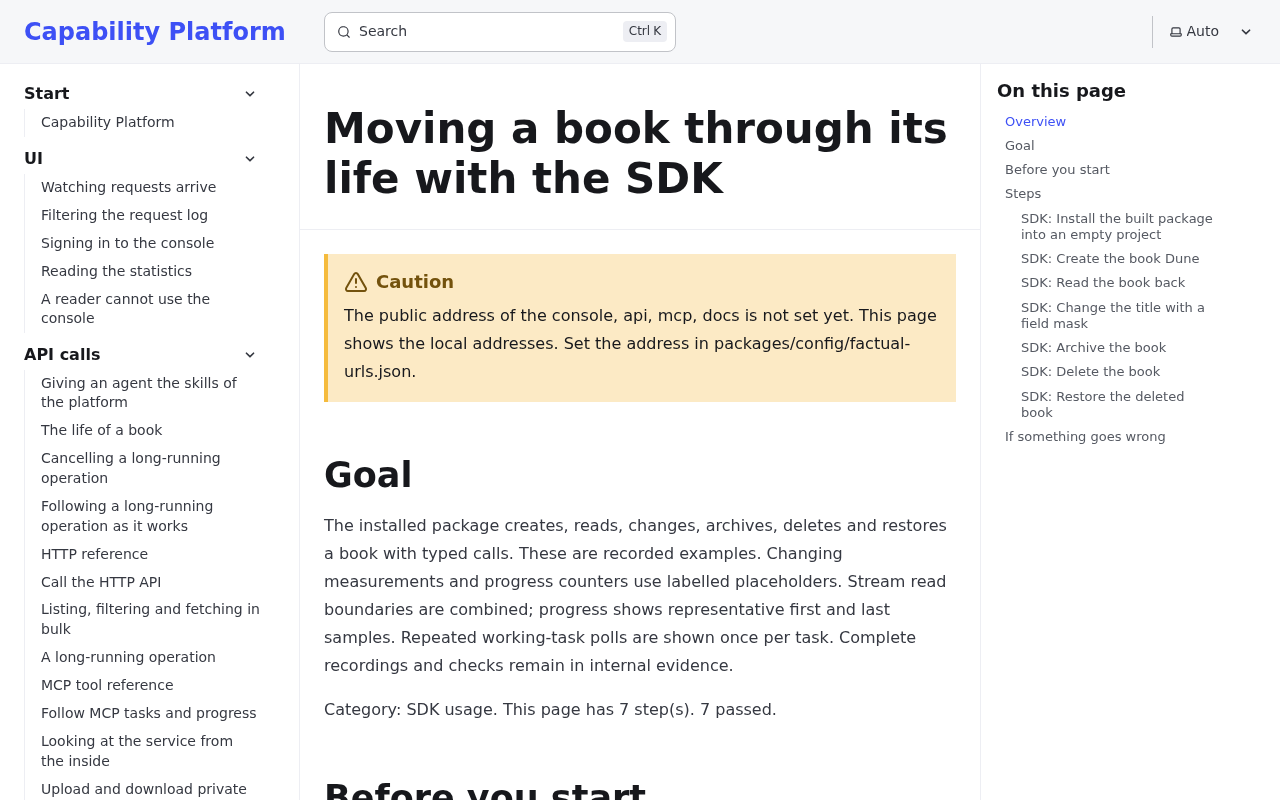 Capability Platform
Search
Ctrl K
Auto
Start
Capability Platform
UI
Watching requests arrive
Filtering the request log
Signing in to the console
Reading the statistics
A reader cannot use the
console
API calls
Giving an agent the skills of
the platform
The life of a book
Cancelling a long-running
operation
Following a long-running
operation as it works
HTTP reference
Call the HTTP API
Listing, filtering and fetching in
bulk
A long-running operation
MCP tool reference
Follow MCP tasks and progress
Looking at the service from
the inside
Upload and download private
Moving a book through its
life with the SDK
Caution
The public address of the console, api, mcp, docs is not set yet. This page
shows the local addresses. Set the address in packages/config/factual-
urls.json.
Goal
The installed package creates, reads, changes, archives, deletes and restores
a book with typed calls. These are recorded examples. Changing
measurements and progress counters use labelled placeholders. Stream read
boundaries are combined; progress shows representative first and last
samples. Repeated working-task polls are shown once per task. Complete
recordings and checks remain in internal evidence.
Category: SDK usage. This page has 7 step(s). 7 passed.
Before you start
On this page
Overview
Goal
Before you start
Steps
SDK: Install the built package
into an empty project
SDK: Create the book Dune
SDK: Read the book back
SDK: Change the title with a
field mask
SDK: Archive the book
SDK: Delete the book
SDK: Restore the deleted
book
If something goes wrong